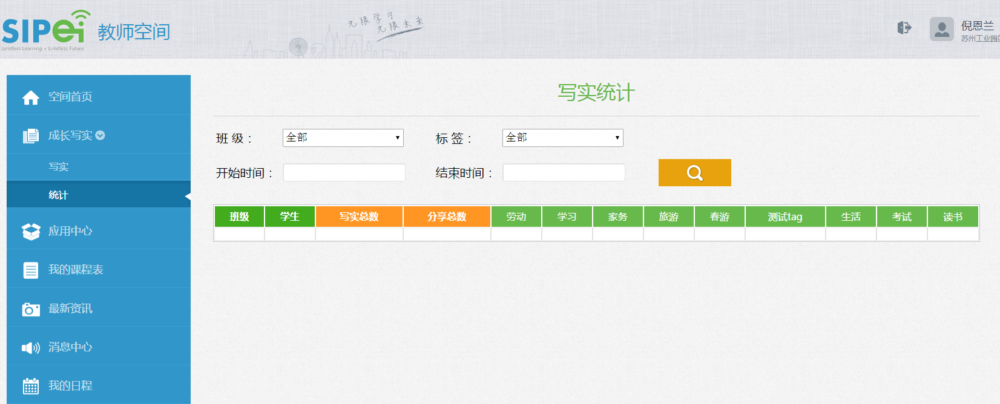 SIPEi
Limitless Learning • Limitless Future
教师空间
无限学习
无限未来
倪恩兰
苏州工业园
空间首页
成长写实
写实
统计
应用中心
我的课程表
最新资讯
消息中心
我的日程
写实统计
班 级： 全部 标 签： 全部
开始时间： 结束时间：
班级 学生 写实总数 分享总数 劳动 学习 家务 旅游 春游 测试tag 生活 考试 读书